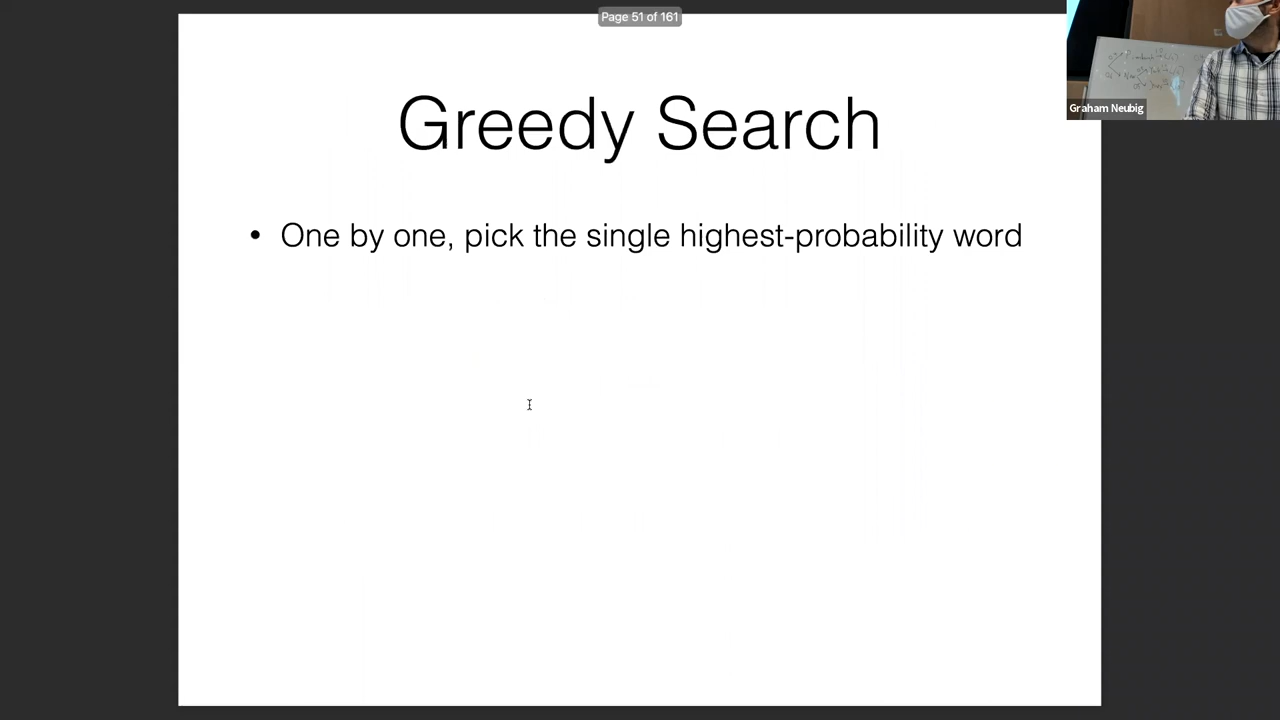 Page 51 of 161
Graham Neubig
Greedy Search
• One by one, pick the single highest-probability word